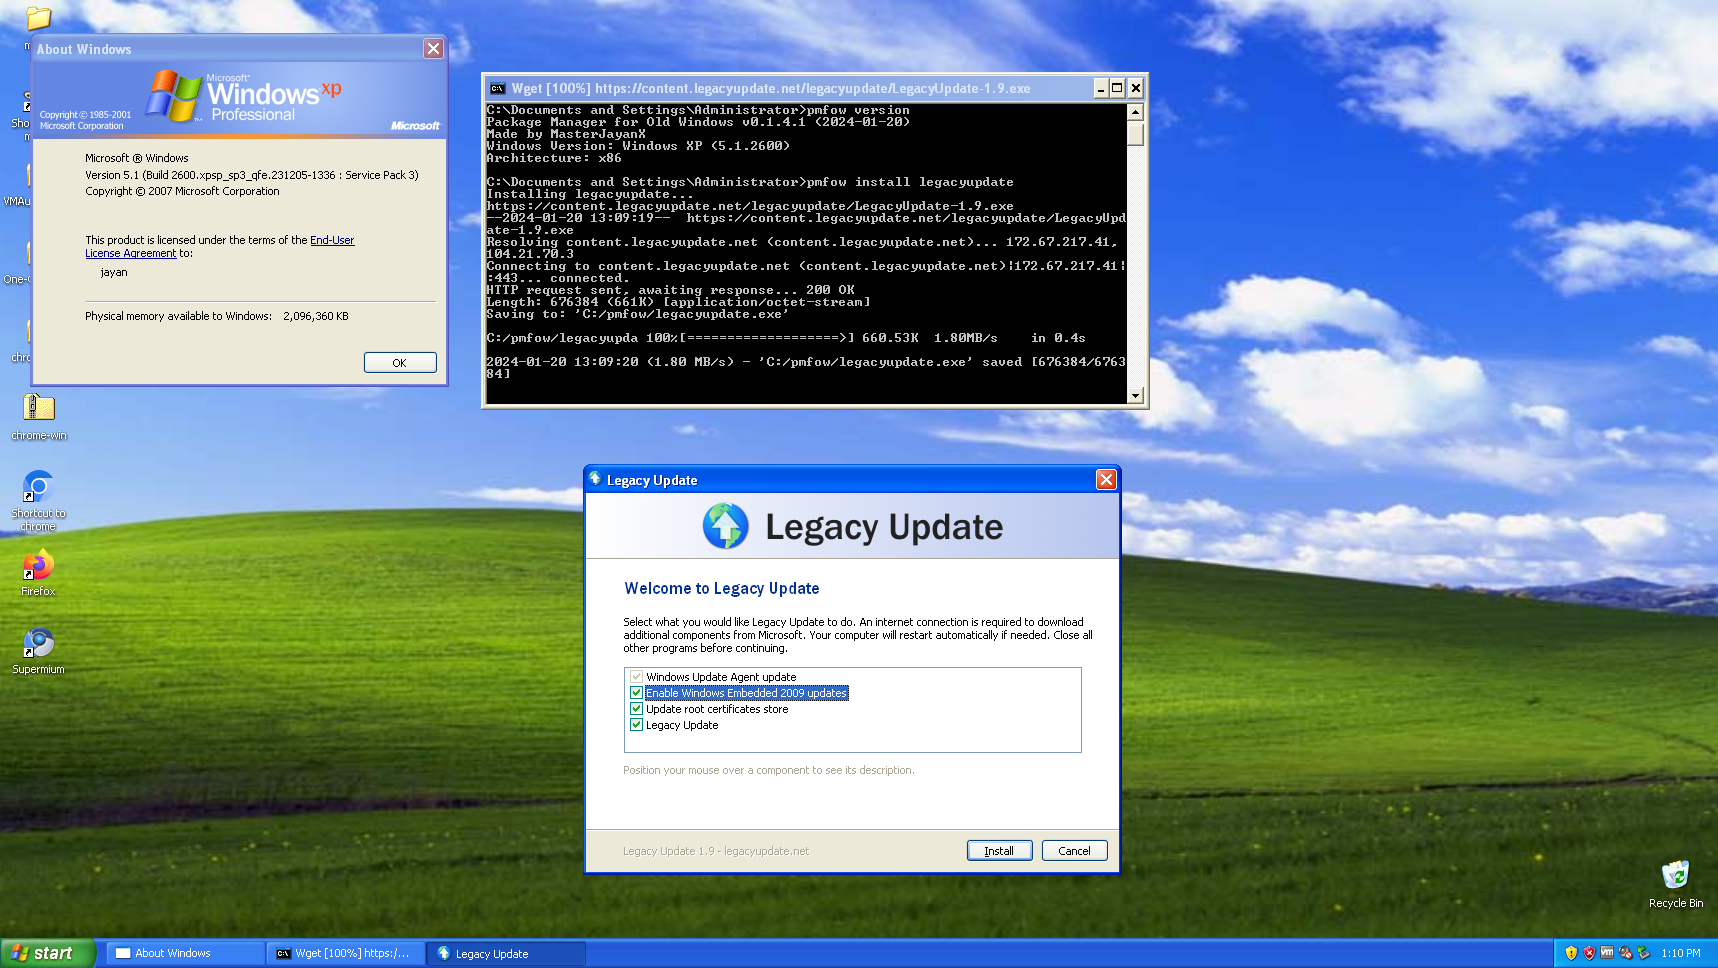 About Windows
Microsoft®
Windows xp
Professional
Copyright © 1985-2001
Microsoft Corporation
Microsoft
Microsoft ® Windows
Version 5.1 (Build 2600.xpsp_sp3_qfe.231205-1336 : Service Pack 3)
Copyright © 2007 Microsoft Corporation
This product is licensed under the terms of the End-User
License Agreement to:
jayan
Physical memory available to Windows: 2,096,360 KB
OK
Wget [100%] https://content.legacyupdate.net/legacyupdate/LegacyUpdate-1.9.exe
C:\Documents and Settings\Administrator>pmfow version
Package Manager for Old Windows v0.1.4.1 (2024-01-20)
Made by MasterJayanX
Windows Version: Windows XP (5.1.2600)
Architecture: x86
C:\Documents and Settings\Administrator>pmfow install legacyupdate
Installing legacyupdate...
https://content.legacyupdate.net/legacyupdate/LegacyUpdate-1.9.exe
--2024-01-20 13:09:19--  https://content.legacyupdate.net/legacyupdate/LegacyUpd
ate-1.9.exe
Resolving content.legacyupdate.net (content.legacyupdate.net)... 172.67.217.41,
104.21.70.3
Connecting to content.legacyupdate.net (content.legacyupdate.net)|172.67.217.41|
:443... connected.
HTTP request sent, awaiting response... 200 OK
Length: 676384 (661K) [application/octet-stream]
Saving to: 'C:/pmfow/legacyupdate.exe'
C:/pmfow/legacyupda 100%[===================>] 660.53K  1.80MB/s    in 0.4s
2024-01-20 13:09:20 (1.80 MB/s) - 'C:/pmfow/legacyupdate.exe' saved [676384/6763
84]
chrome-win
Shortcut to
chrome
Firefox
Supermium
Legacy Update
Legacy Update
Welcome to Legacy Update
Select what you would like Legacy Update to do. An internet connection is required to download
additional components from Microsoft. Your computer will restart automatically if needed. Close all
other programs before continuing.
Windows Update Agent update
Enable Windows Embedded 2009 updates
Update root certificates store
Legacy Update
Position your mouse over a component to see its description.
Legacy Update 1.9 - legacyupdate.net
Install
Cancel
Recycle Bin
start
About Windows
Wget [100%] https:/...
Legacy Update
1:10 PM